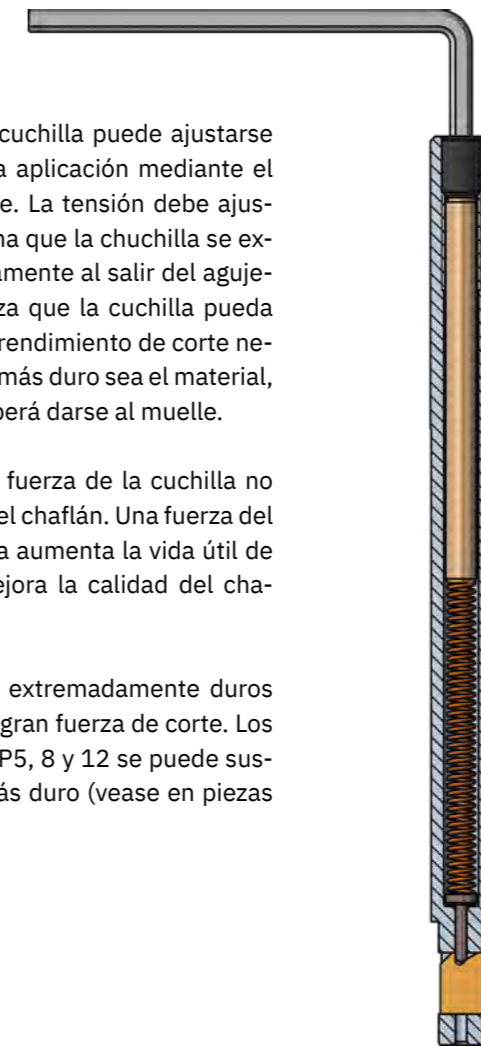 cuchilla puede ajustarse
a aplicación mediante el
e. La tensión debe ajus-
na que la chuchilla se ex-
amente al salir del aguje-
za que la cuchilla pueda
rendimiento de corte ne-
más duro sea el material,
berá darse al muelle.
fuerza de la cuchilla no
el chaflán. Una fuerza del
a aumenta la vida útil de
ejora la calidad del cha-
extremadamente duros
gran fuerza de corte. Los
P5, 8 y 12 se puede sus-
ás duro (vease en piezas